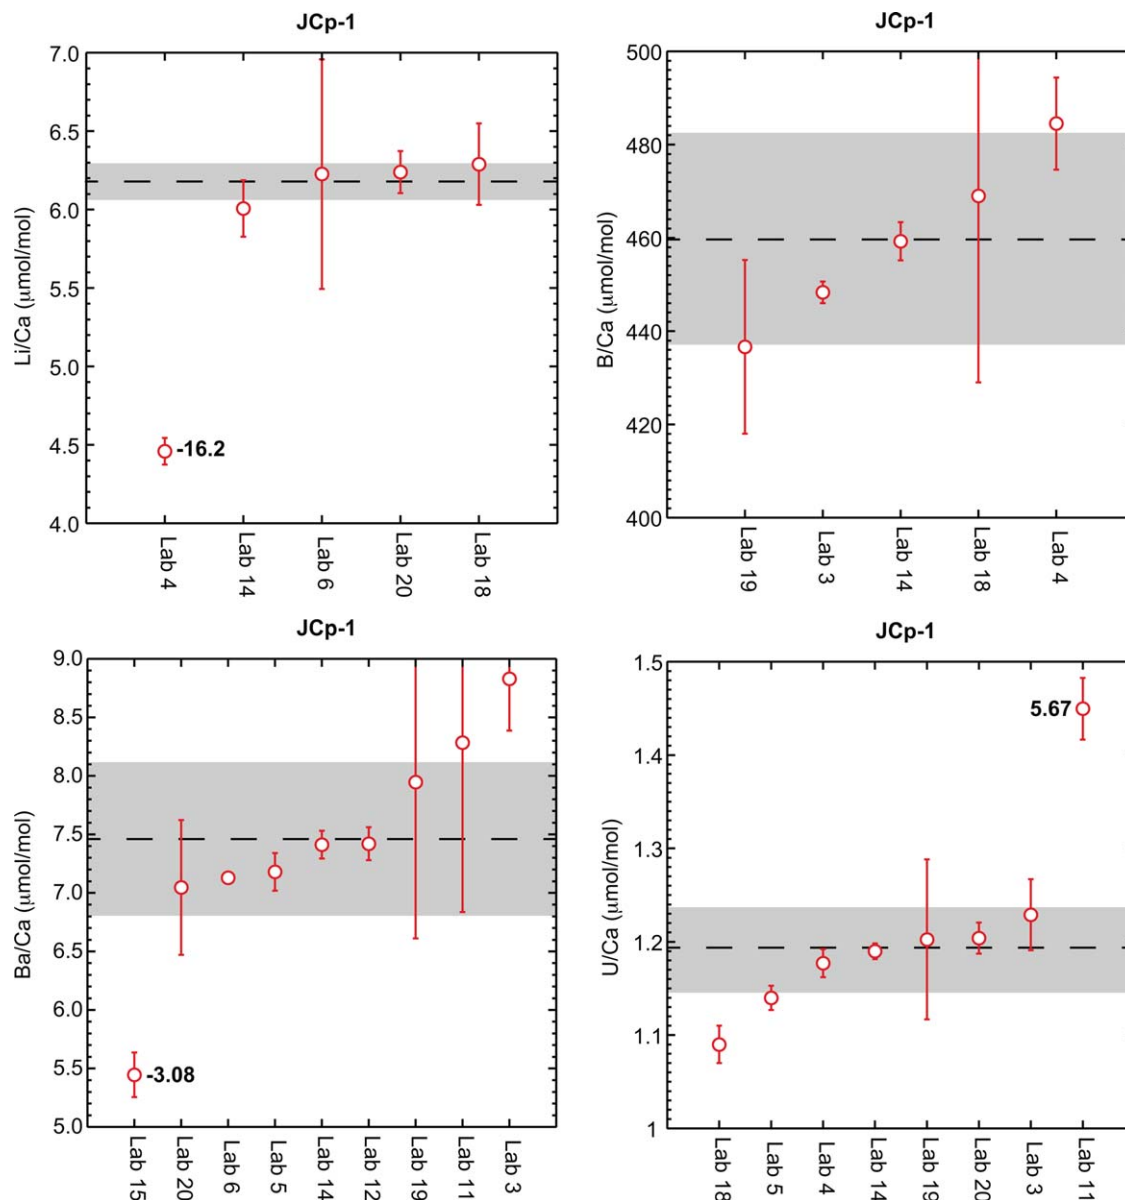 JCp-1
7.0
6.5
6.0
5.5
5.0
4.5
4.0
Li/Ca (μmol/mol)
-16.2
Lab 4
Lab 14
Lab 6
Lab 20
Lab 18
JCp-1
500
480
460
440
420
400
B/Ca (μmol/mol)
Lab 19
Lab 3
Lab 14
Lab 18
Lab 4
JCp-1
9.0
8.5
8.0
7.5
7.0
6.5
6.0
5.5
5.0
Ba/Ca (μmol/mol)
-3.08
Lab 15
Lab 20
Lab 6
Lab 5
Lab 14
Lab 12
Lab 19
Lab 11
Lab 3
JCp-1
1.5
1.4
1.3
1.2
1.1
1
U/Ca (μmol/mol)
5.67
Lab 18
Lab 5
Lab 4
Lab 14
Lab 19
Lab 20
Lab 3
Lab 11